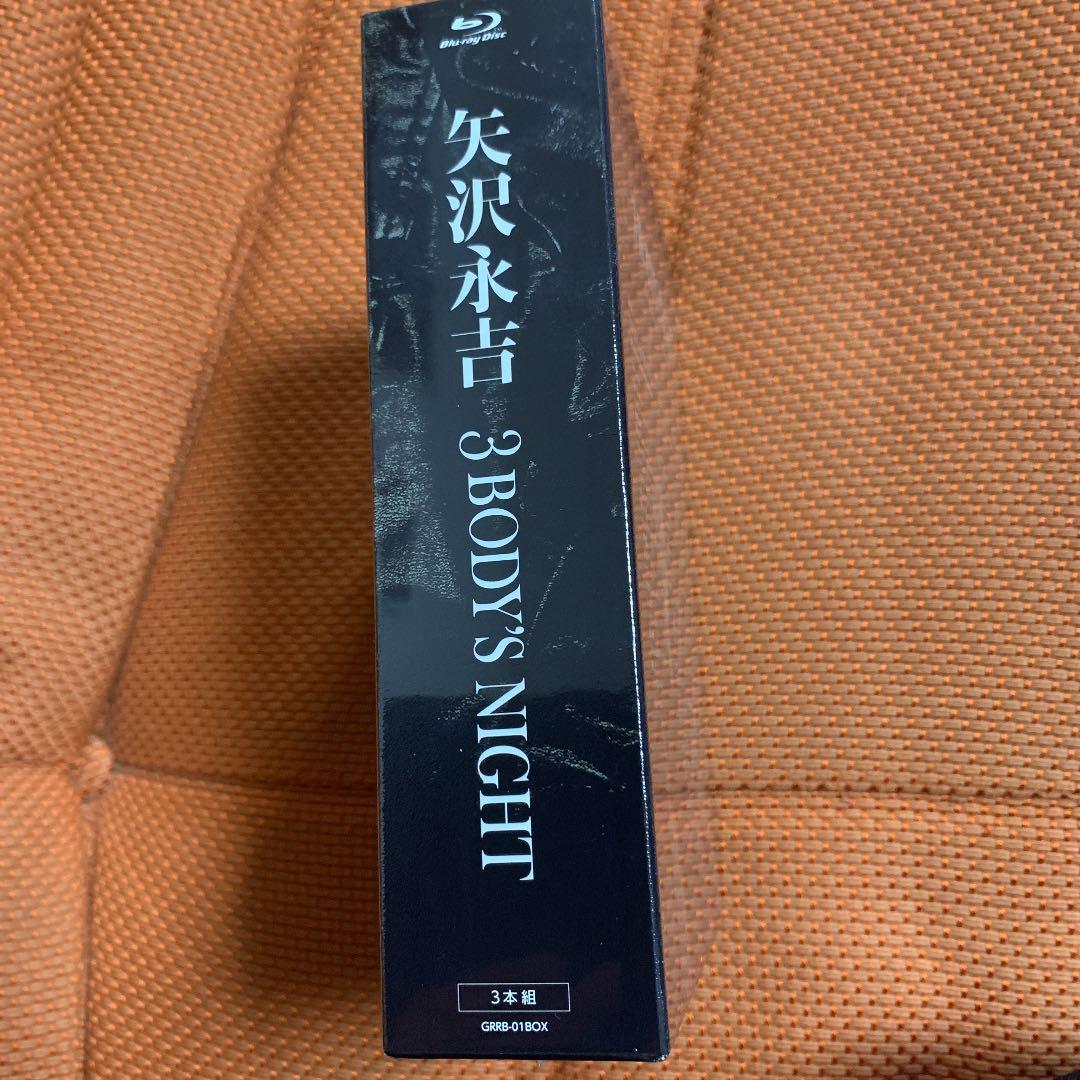 Blu-ray Disc
矢沢永吉 3 BODY'S NIGHT
3本組
GRRB-01BOX